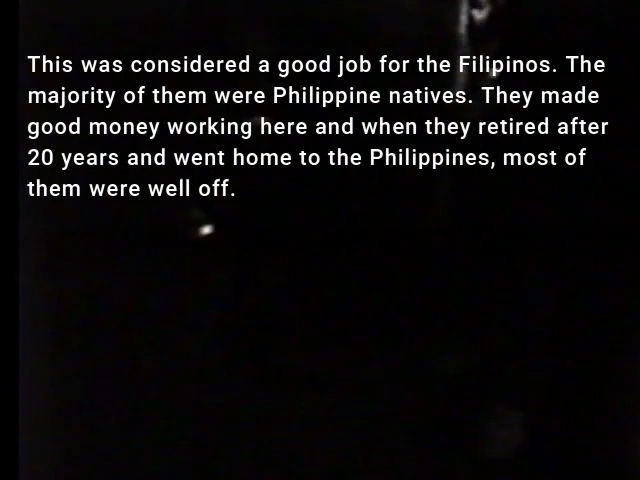 This was considered a good job for the Filipinos. The
majority of them were Philippine natives. They made
good money working here and when they retired after
20 years and went home to the Philippines, most of
them were well off.